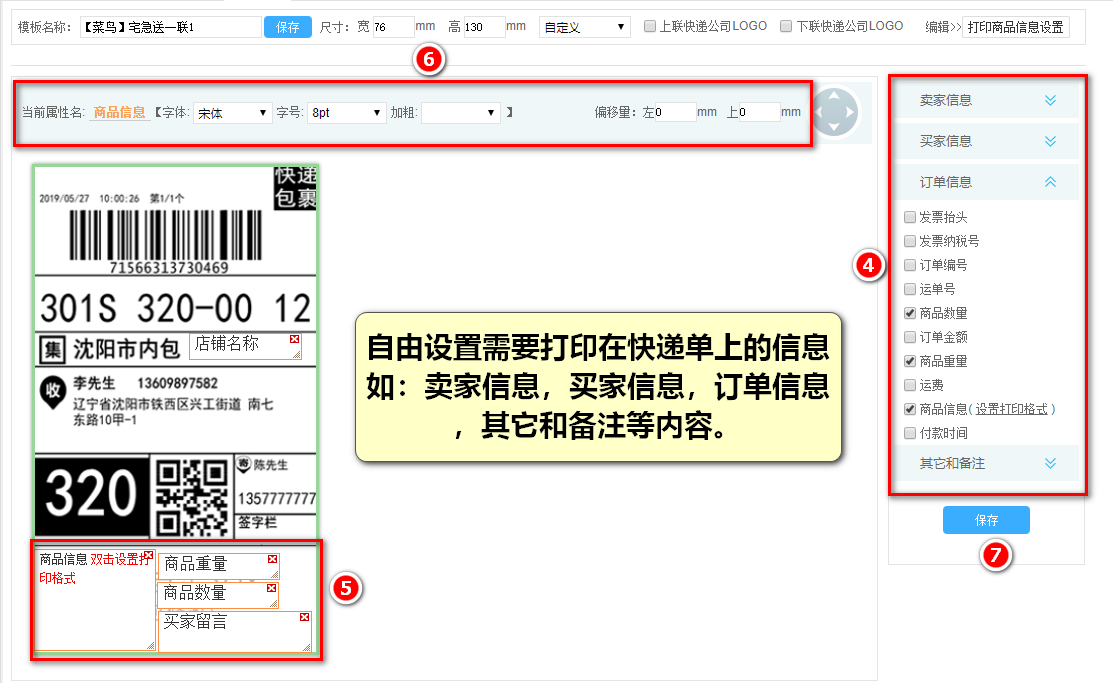 模板名称: 【菜鸟】宅急送一联1 保存 尺寸: 宽 76 mm 高 130 mm 自定义 上联快递公司LOGO 下联快递公司LOGO 编辑>> 打印商品信息设置
6
当前属性名: 商品信息 【字体: 宋体 字号: 8pt 加粗: 】 偏移量: 左0 mm 上0 mm
快递
包裹
2019/05/27 10:00:26 第1/1个
71566313730469
301S 320-00 12
集 沈阳市内包 店铺名称
收 李先生 13609897582
辽宁省沈阳市铁西区兴工街道 南七
东路10甲-1
320
寄 陈先生
1357777777
签字栏
商品信息 双击设置打
印格式
商品重量
商品数量
买家留言
5
自由设置需要打印在快递单上的信息
如：卖家信息，买家信息，订单信息
，其它和备注等内容。
卖家信息
买家信息
订单信息
发票抬头
发票纳税号
订单编号
4
运单号
商品数量
订单金额
商品重量
运费
商品信息( 设置打印格式 )
付款时间
其它和备注
保存
7